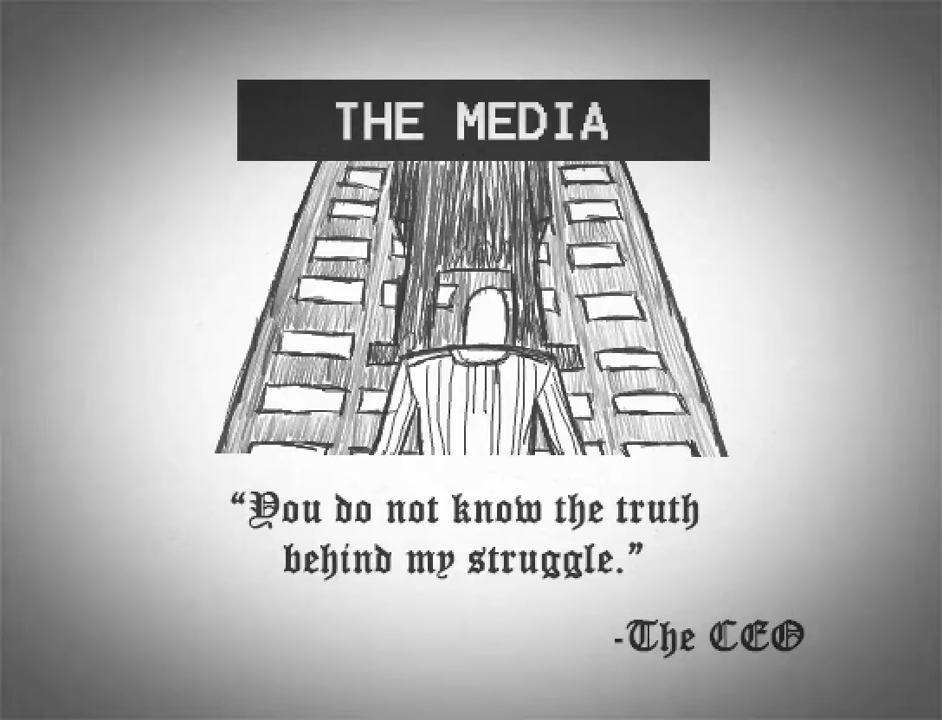 THE MEDIA
“You do not know the truth
behind my struggle.”
-The CEO